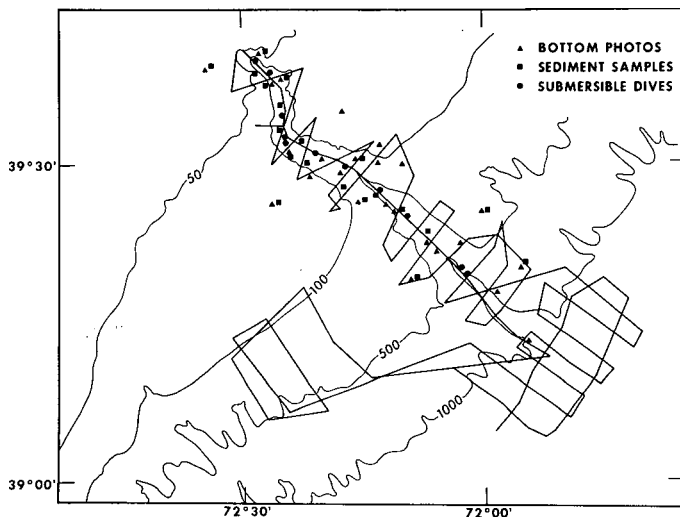 ▲ BOTTOM PHOTOS
■ SEDIMENT SAMPLES
● SUBMERSIBLE DIVES
39°30'
50
100
500
1000
39°00'
72°30'
72°00'